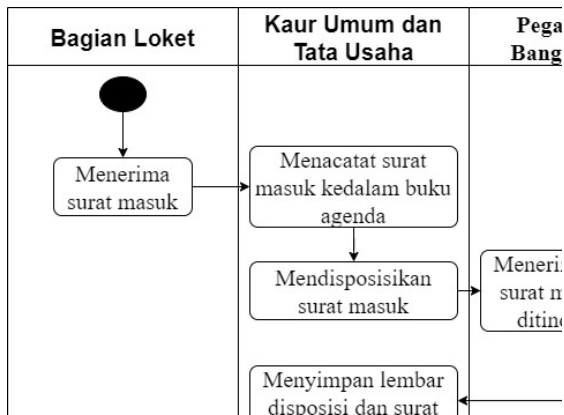 Bagian Loket
Kaur Umum dan
Tata Usaha
Menerima
surat masuk
Menacatat surat
masuk kedalam buku
agenda
Mendisposisikan
surat masuk
surat
Menyimpan lembar
disposisi dan surat